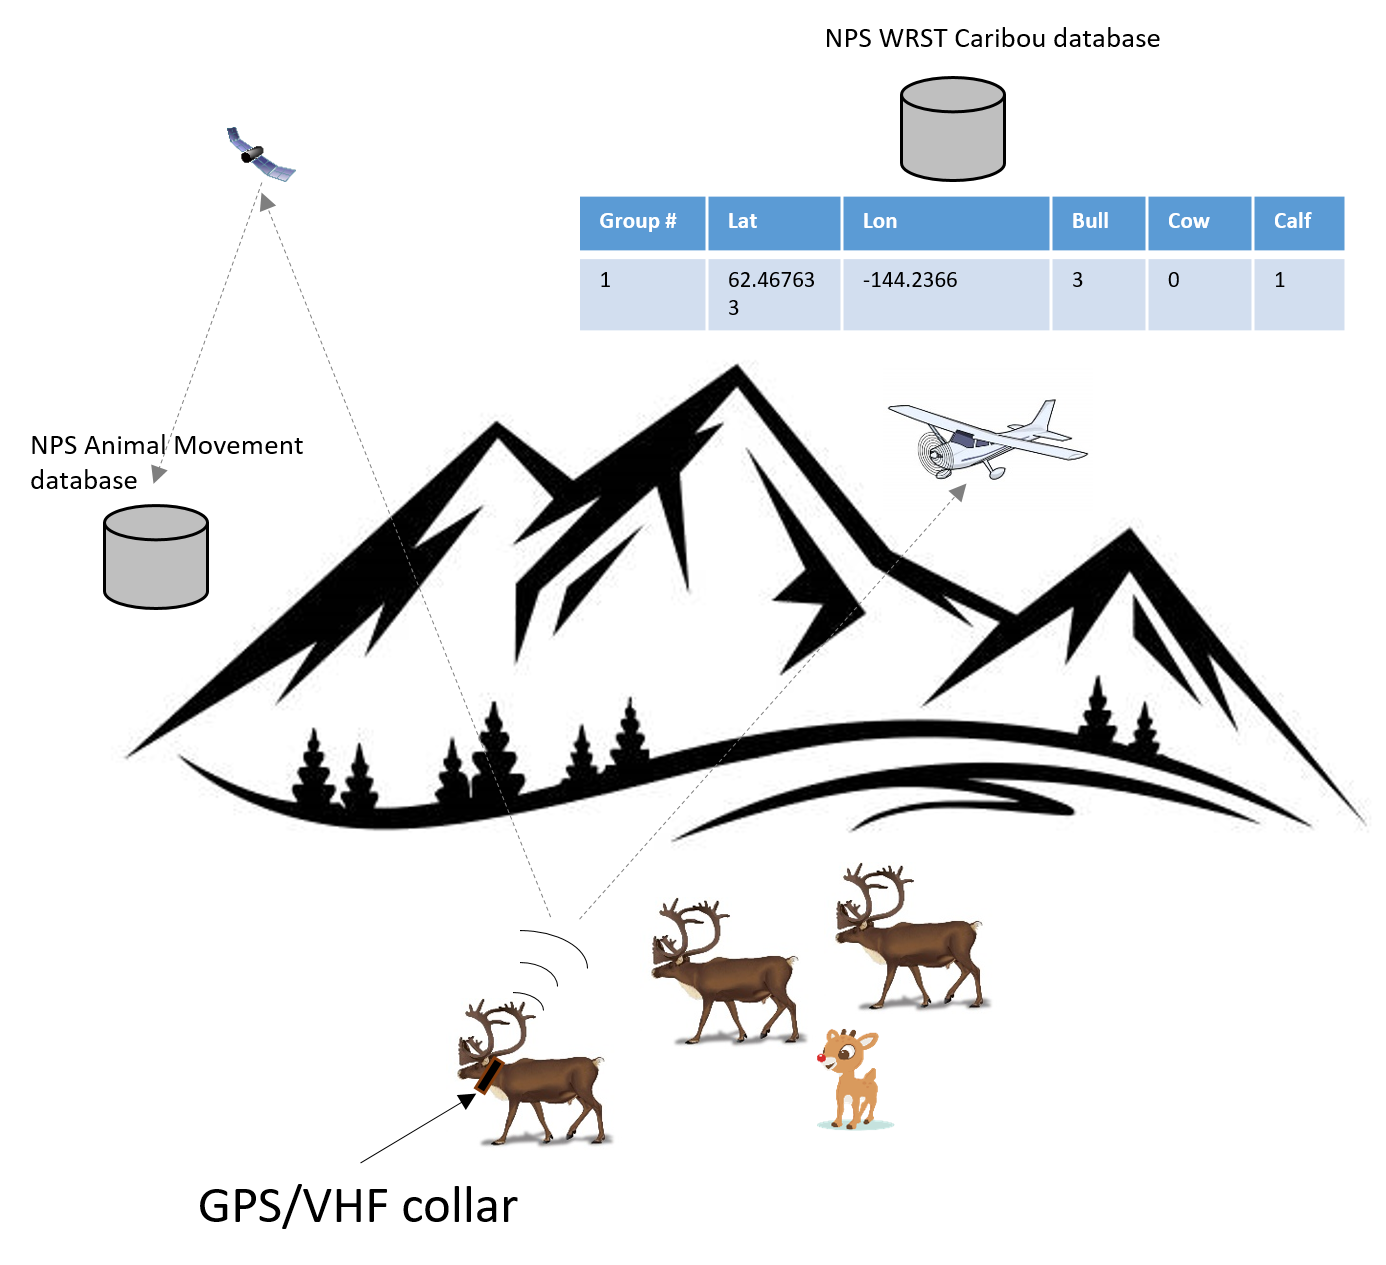 NPS WRST Caribou database
Group # Lat Lon Bull Cow Calf
1 62.46763 -144.2366 3 0 1
3
NPS Animal Movement
database
GPS/VHF collar